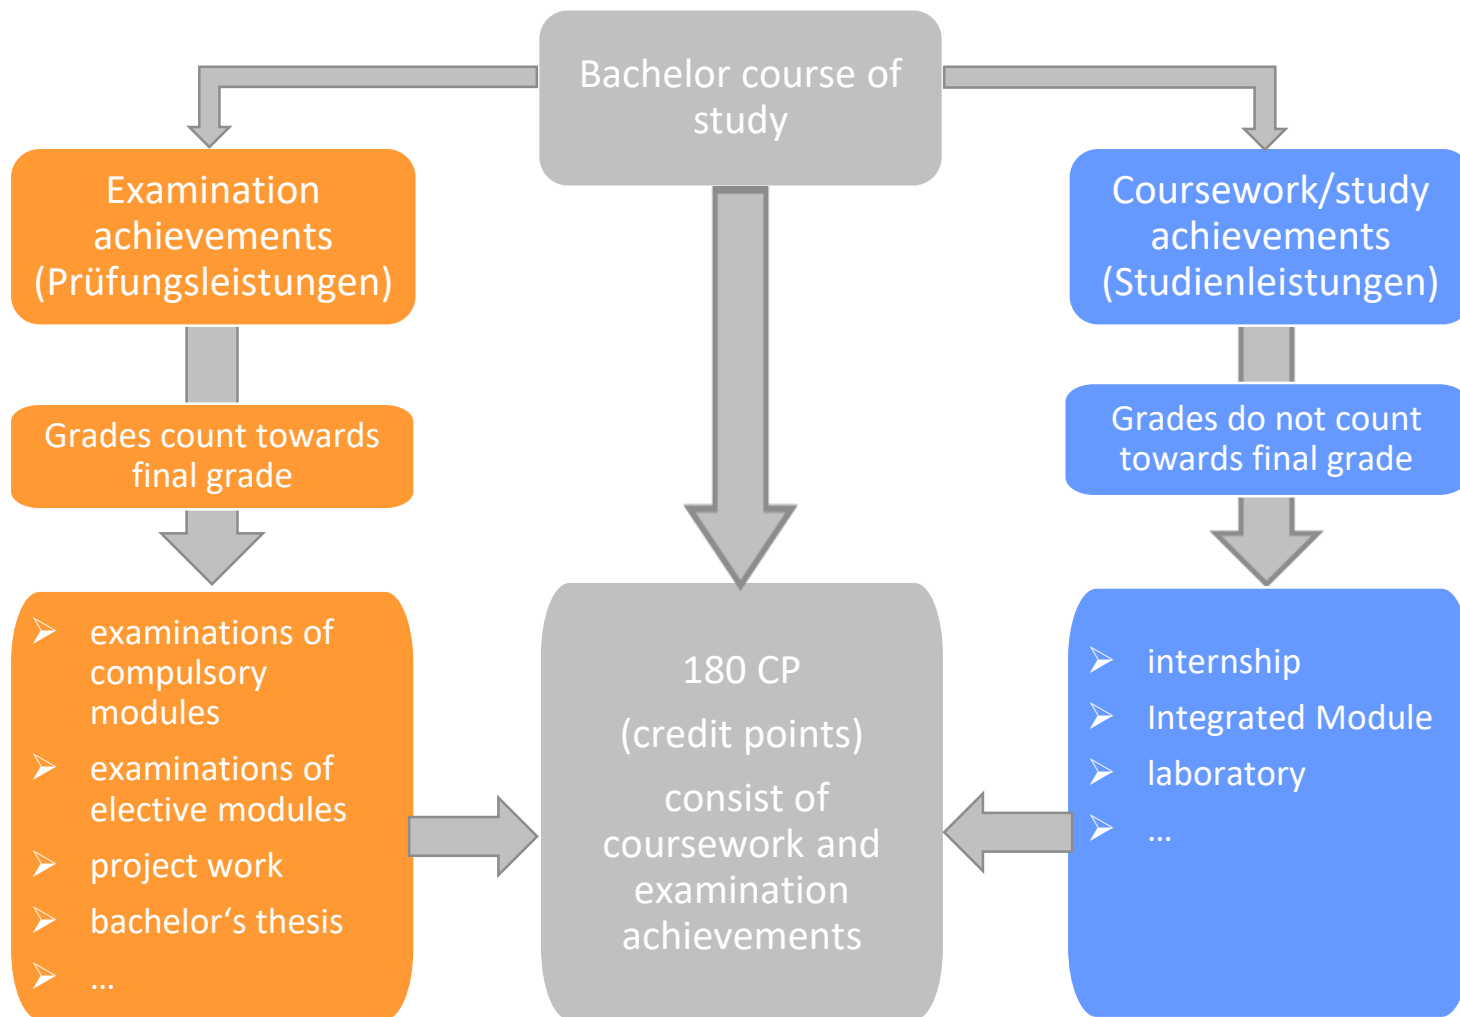 Bachelor course of
study
Examination
achievements
(Prüfungsleistungen)
Coursework/study
achievements
(Studienleistungen)
Grades count towards
final grade
Grades do not count
towards final grade
➢ examinations of
compulsory
modules
➢ examinations of
elective modules
➢ project work
➢ bachelor‘s thesis
➢ ...
180 CP
(credit points)
consist of
coursework and
examination
achievements
➢ internship
➢ Integrated Module
➢ laboratory
➢ ...